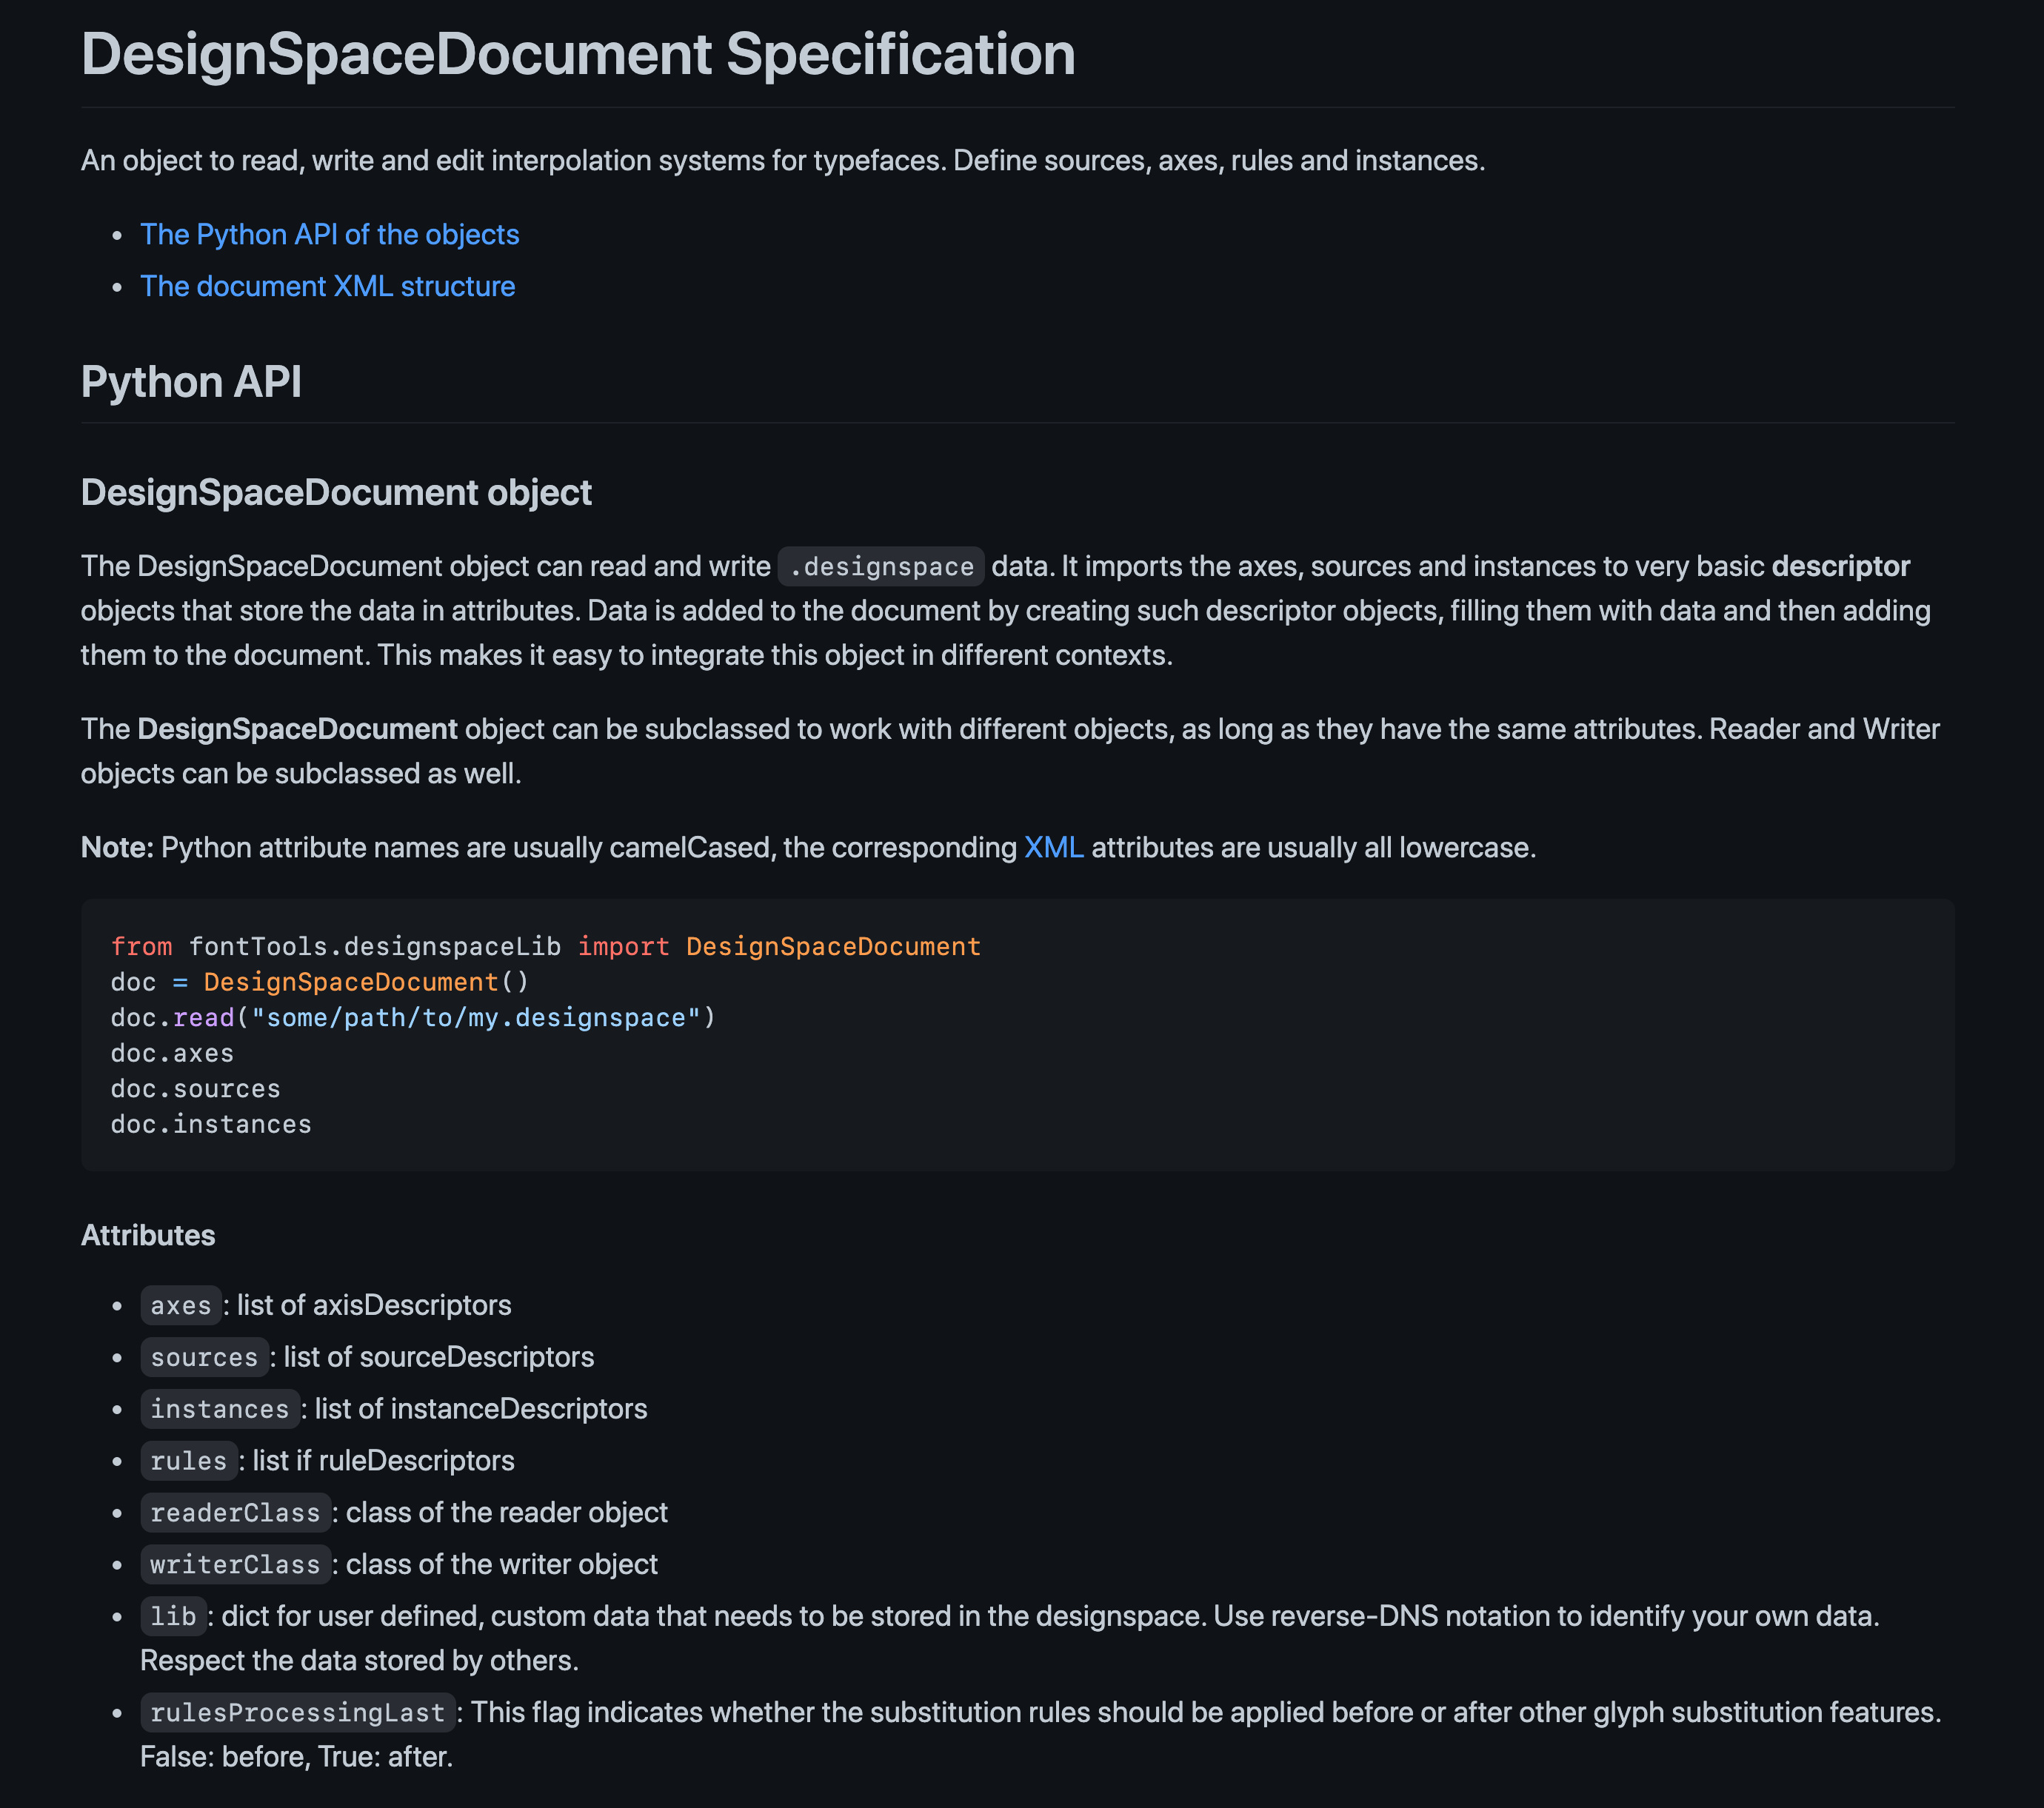 DesignSpaceDocument Specification
An object to read, write and edit interpolation systems for typefaces. Define sources, axes, rules and instances.
• The Python API of the objects
• The document XML structure
Python API
DesignSpaceDocument object
The DesignSpaceDocument object can read and write .designspace data. It imports the axes, sources and instances to very basic descriptor
objects that store the data in attributes. Data is added to the document by creating such descriptor objects, filling them with data and then adding
them to the document. This makes it easy to integrate this object in different contexts.
The DesignSpaceDocument object can be subclassed to work with different objects, as long as they have the same attributes. Reader and Writer
objects can be subclassed as well.
Note: Python attribute names are usually camelCased, the corresponding XML attributes are usually all lowercase.
from fontTools.designspaceLib import DesignSpaceDocument
doc = DesignSpaceDocument()
doc.read("some/path/to/my.designspace")
doc.axes
doc.sources
doc.instances
Attributes
• axes: list of axisDescriptors
• sources: list of sourceDescriptors
• instances: list of instanceDescriptors
• rules: list if ruleDescriptors
• readerClass: class of the reader object
• writerClass: class of the writer object
• lib: dict for user defined, custom data that needs to be stored in the designspace. Use reverse-DNS notation to identify your own data.
Respect the data stored by others.
• rulesProcessingLast: This flag indicates whether the substitution rules should be applied before or after other glyph substitution features.
False: before, True: after.